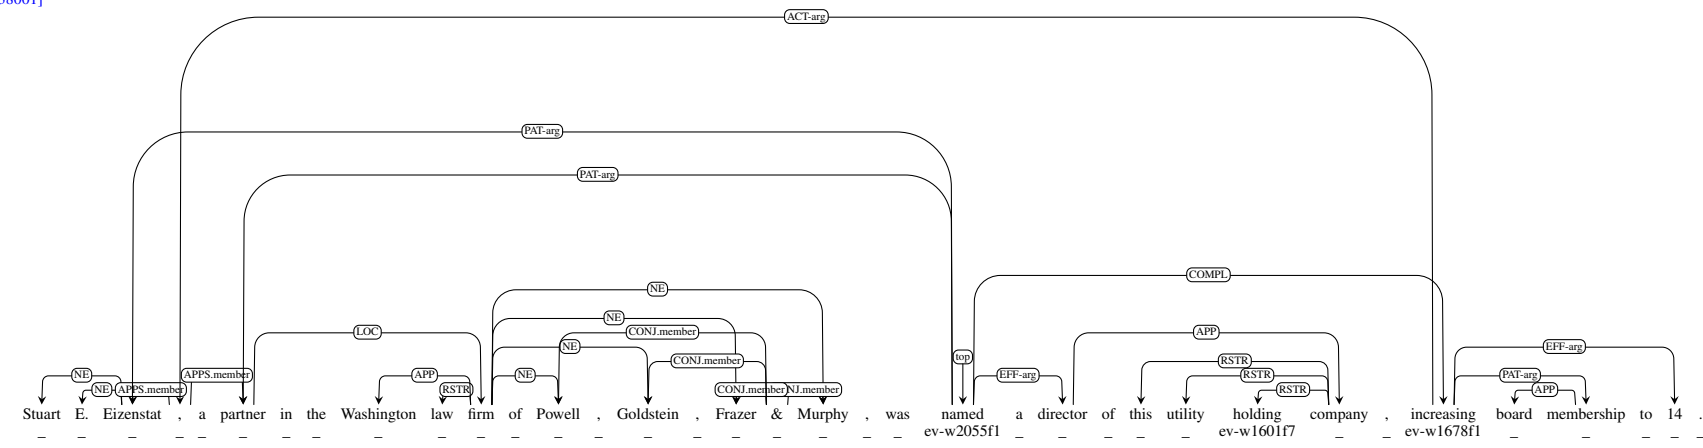 ACT-arg
PAT-arg
PAT-arg
COMPL
NE
NE CONJ.member
LOC APP
NE EFF-arg
top
CONJ.member RSTR
NE APPS.member APP NE EFF-arg RSTR PAT-arg
NE APPS.member RSTR CONJ.member NJ.member RSTR APP
Stuart E. Eizenstat , a partner in the Washington law firm of Powell , Goldstein , Frazer & Murphy , was named a director of this utility holding company , increasing board membership to 14 .
_ _ _ _ _ _ _ _ _ _ _ _ _ _ _ _ _ _ _ _ ev-w2055f1 _ _ _ _ _ ev-w1601f7 _ _ ev-w1678f1 _ _ _ _ _